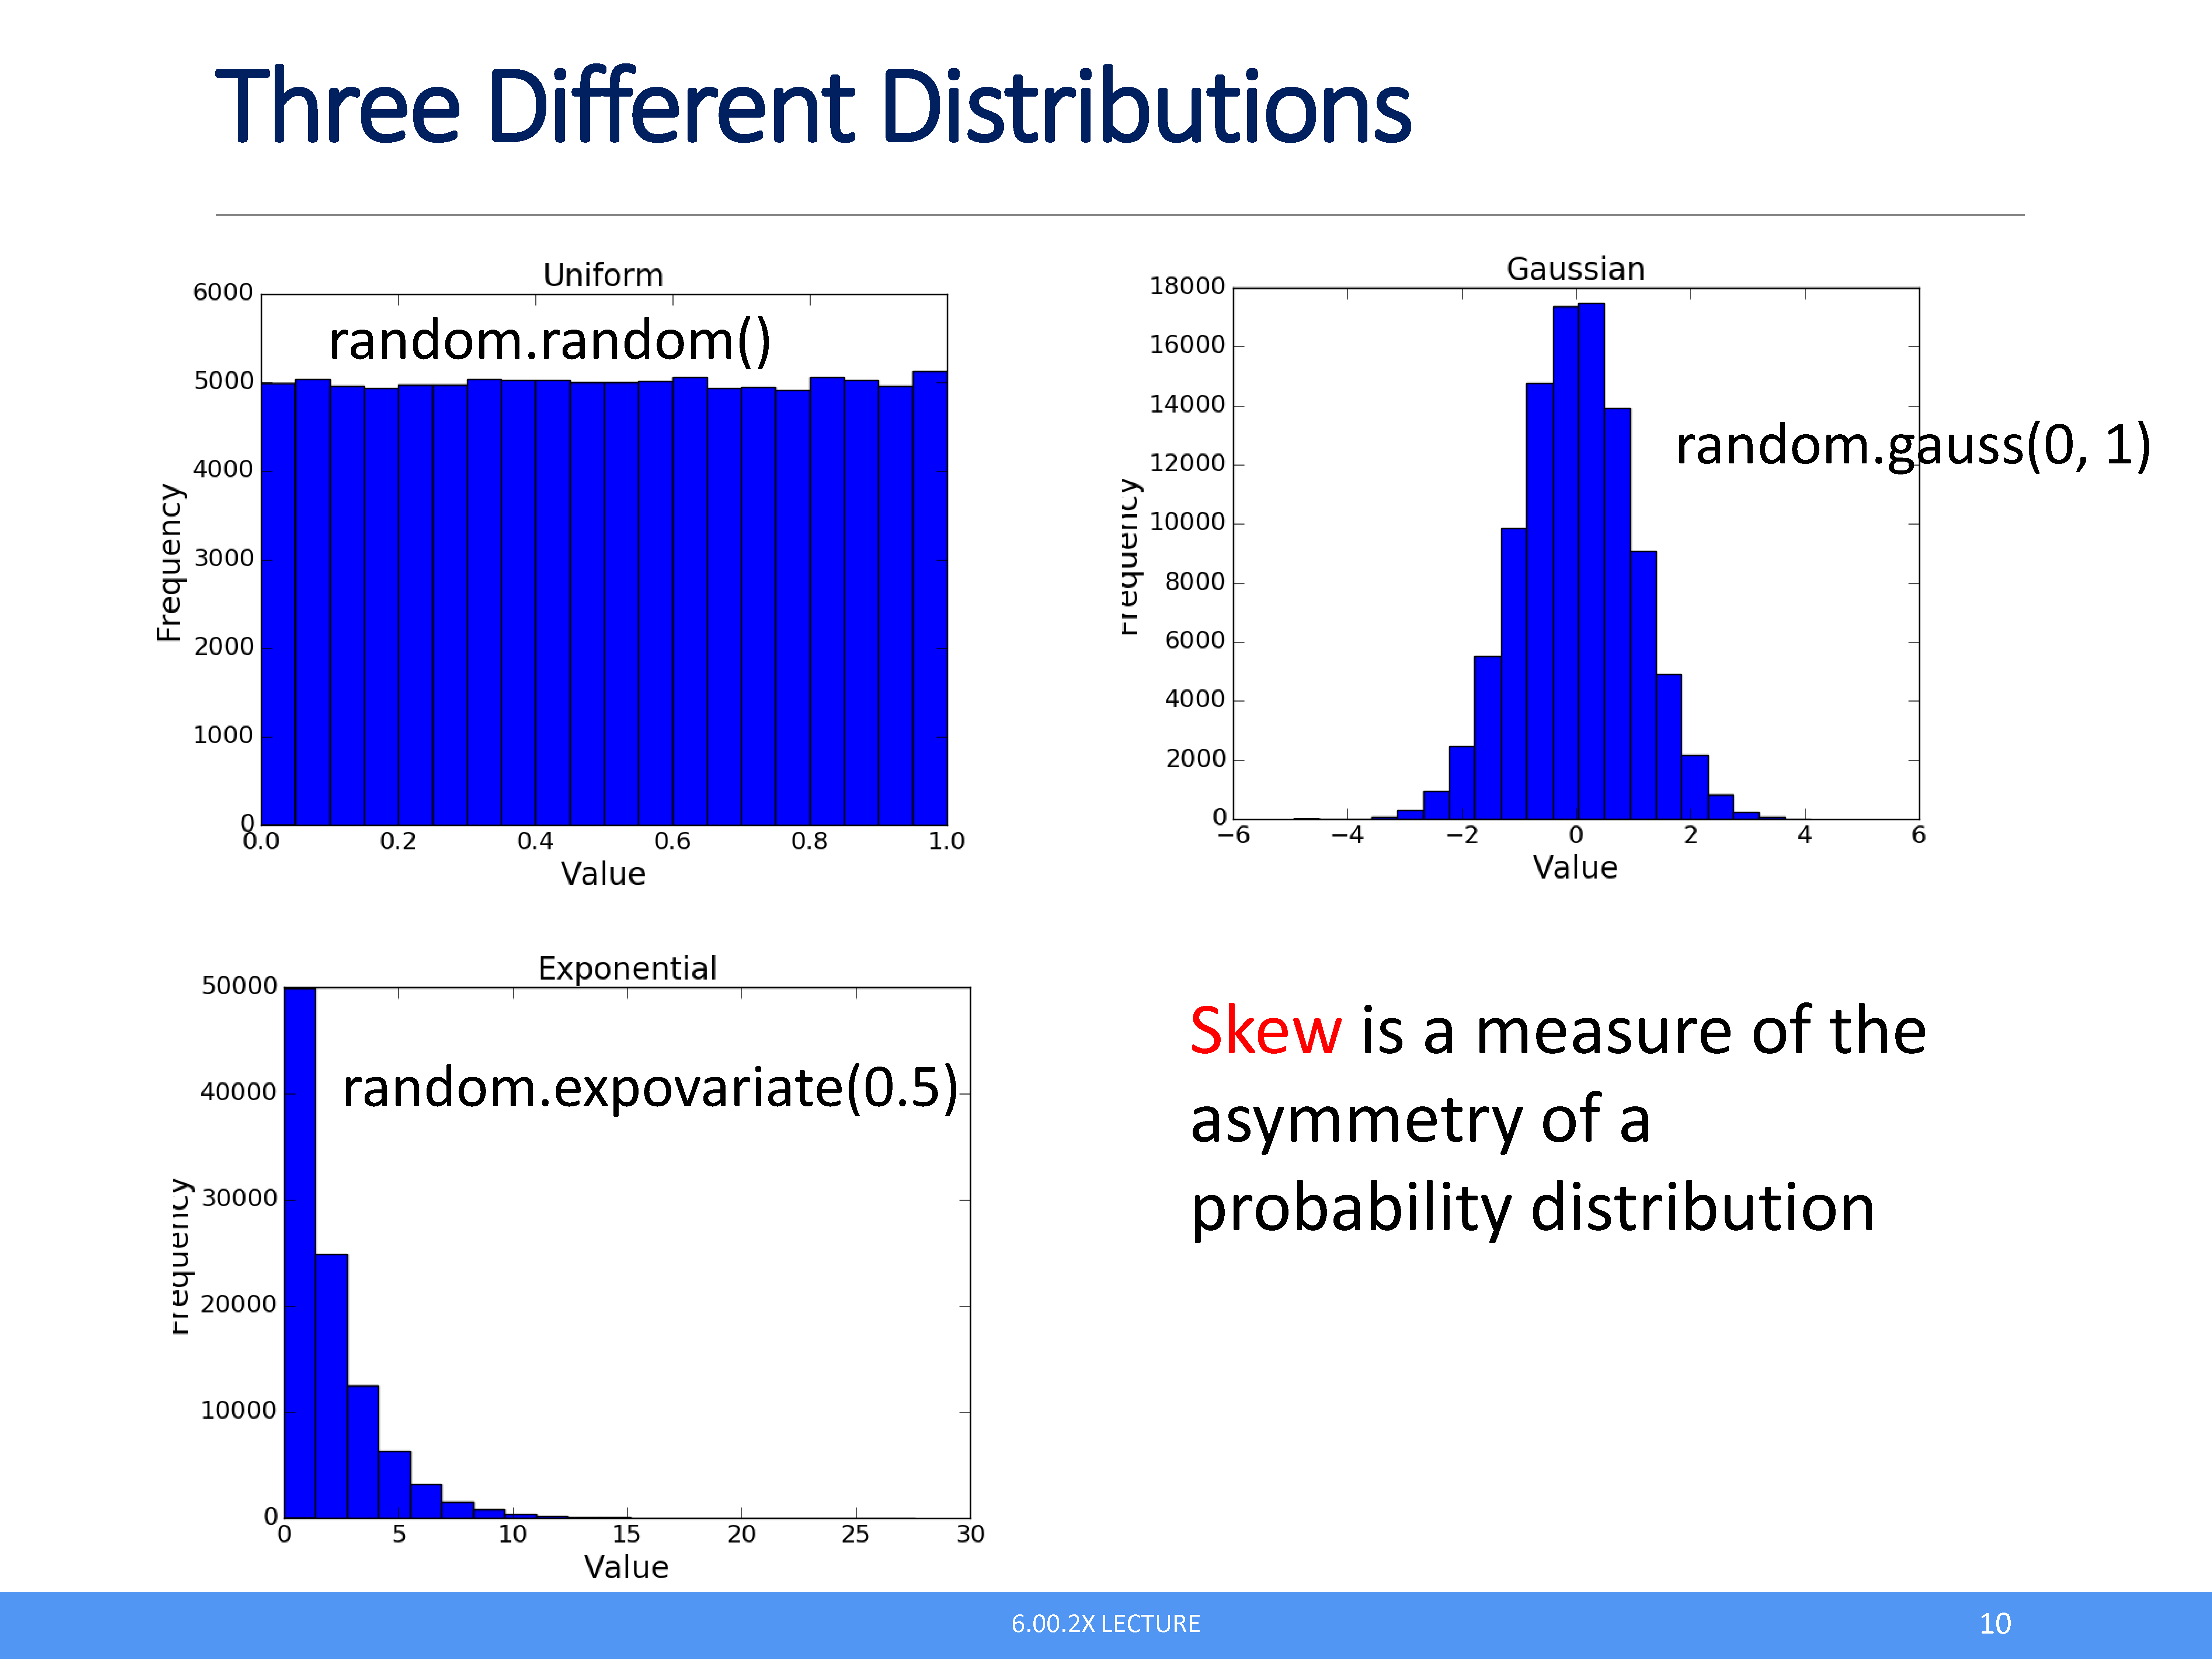 Three Different Distributions
Uniform
random.random()
6000
5000
4000
3000
2000
1000
0
Frequency
0.0 0.2 0.4 0.6 0.8 1.0
Value
Gaussian
random.gauss(0, 1)
18000
16000
14000
12000
10000
8000
6000
4000
2000
0
Frequency
−6 −4 −2 0 2 4 6
Value
Exponential
random.expovariate(0.5)
50000
40000
30000
20000
10000
0
Frequency
0 5 10 15 20 25 30
Value
Skew is a measure of the
asymmetry of a
probability distribution
6.00.2X LECTURE
10